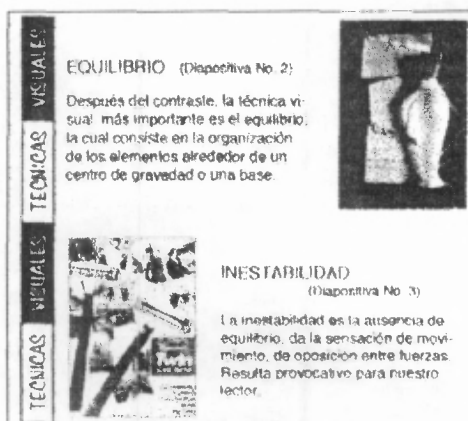 TECNICAS VISUALES
EQUILIBRIO (Diapositiva No. 2)
Después del contraste, la técnica vi-
sual más importante es el equilibrio,
la cual consiste en la organización
de los elementos alrededor de un
centro de gravedad o una base.
TECNICAS VISUALES
INESTABILIDAD
(Diapositiva No. 3)
La inestabilidad es la ausencia de
equilibrio, da la sensación de movi-
miento, de oposición entre fuerzas.
Resulta provocativo para nuestro
lector.